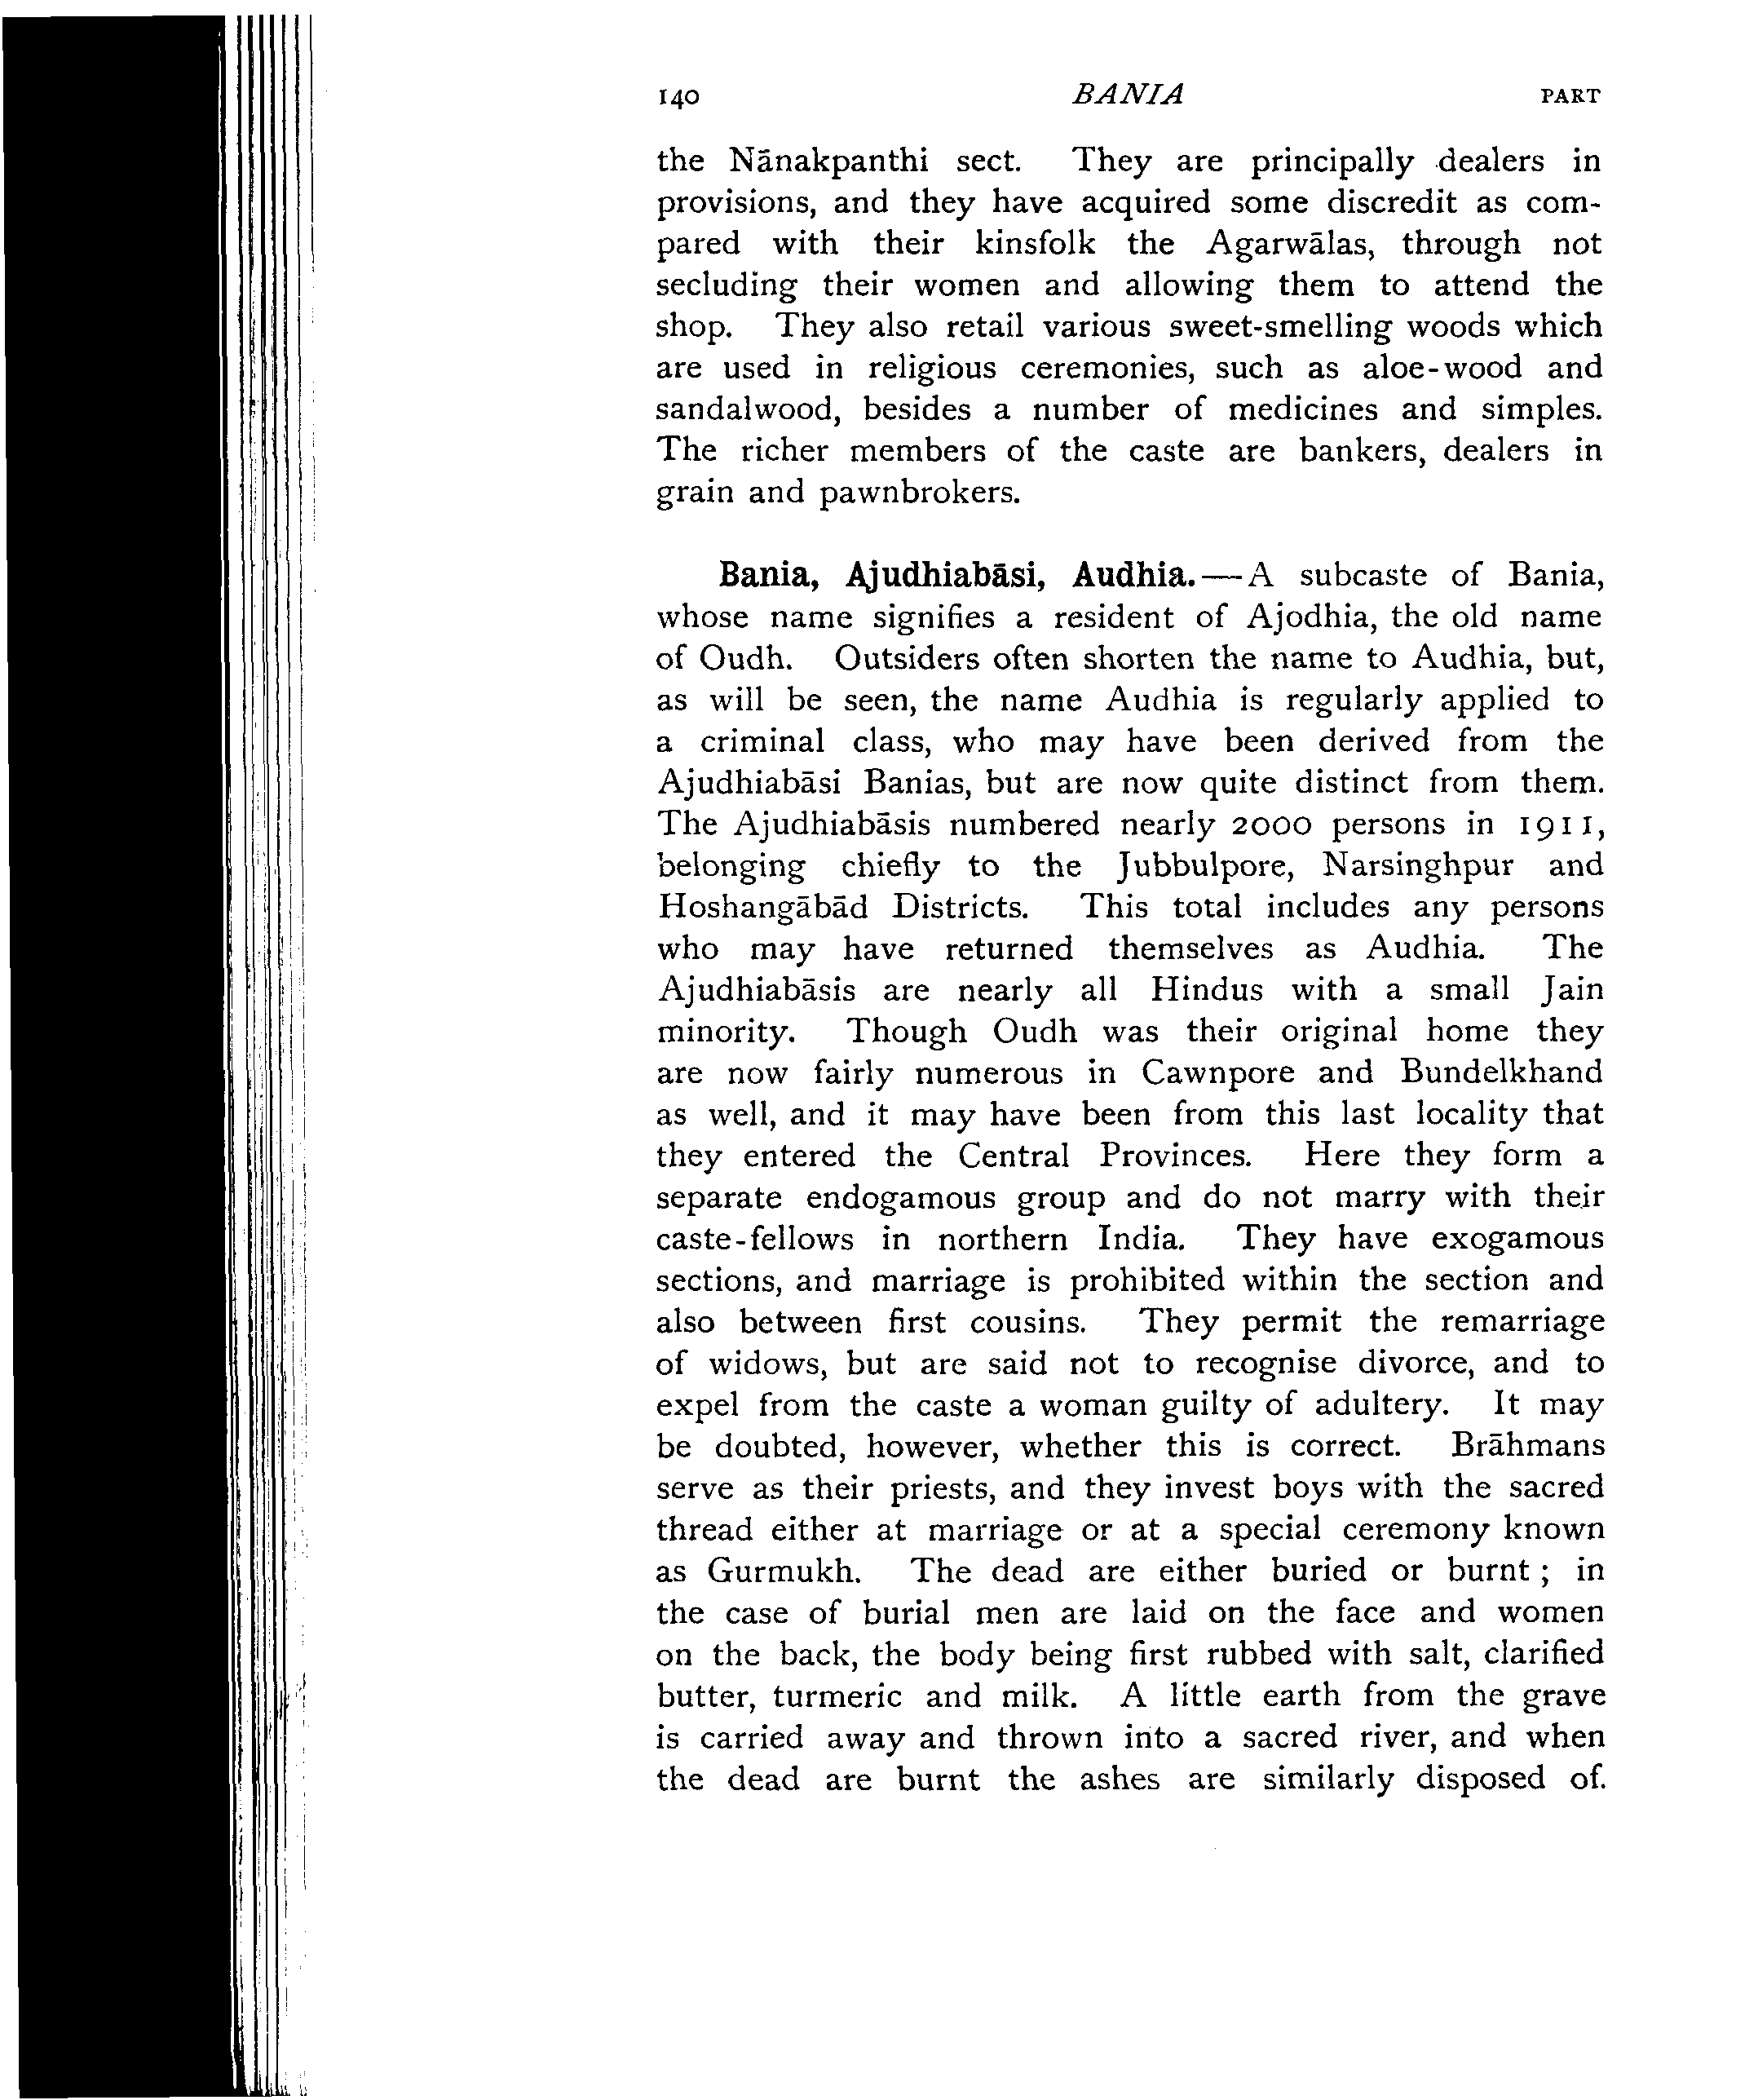 140 BANIA PART
the Nānakpanthi sect. They are principally dealers in
provisions, and they have acquired some discredit as com-
pared with their kinsfolk the Agarwālas, through not
secluding their women and allowing them to attend the
shop. They also retail various sweet-smelling woods which
are used in religious ceremonies, such as aloe-wood and
sandalwood, besides a number of medicines and simples.
The richer members of the caste are bankers, dealers in
grain and pawnbrokers.
Bania, Ajudhiabāsi, Audhia.—A subcaste of Bania,
whose name signifies a resident of Ajodhia, the old name
of Oudh. Outsiders often shorten the name to Audhia, but,
as will be seen, the name Audhia is regularly applied to
a criminal class, who may have been derived from the
Ajudhiabāsi Banias, but are now quite distinct from them.
The Ajudhiabāsis numbered nearly 2000 persons in 1911,
belonging chiefly to the Jubbulpore, Narsinghpur and
Hoshangābād Districts. This total includes any persons
who may have returned themselves as Audhia. The
Ajudhiabāsis are nearly all Hindus with a small Jain
minority. Though Oudh was their original home they
are now fairly numerous in Cawnpore and Bundelkhand
as well, and it may have been from this last locality that
they entered the Central Provinces. Here they form a
separate endogamous group and do not marry with their
caste-fellows in northern India. They have exogamous
sections, and marriage is prohibited within the section and
also between first cousins. They permit the remarriage
of widows, but are said not to recognise divorce, and to
expel from the caste a woman guilty of adultery. It may
be doubted, however, whether this is correct. Brāhmans
serve as their priests, and they invest boys with the sacred
thread either at marriage or at a special ceremony known
as Gurmukh. The dead are either buried or burnt ; in
the case of burial men are laid on the face and women
on the back, the body being first rubbed with salt, clarified
butter, turmeric and milk. A little earth from the grave
is carried away and thrown into a sacred river, and when
the dead are burnt the ashes are similarly disposed of.